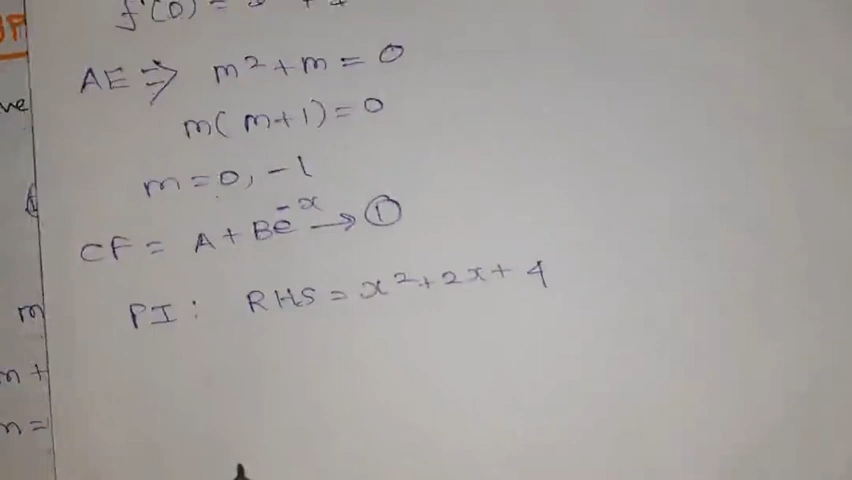 f'(D) =
AE ⇒ m² + m = 0
m( m+1) = 0
m = 0, -1
CF = A + Be⁻ˣ → ①
PI : RHS = x² + 2x + 4
m
m +
m =